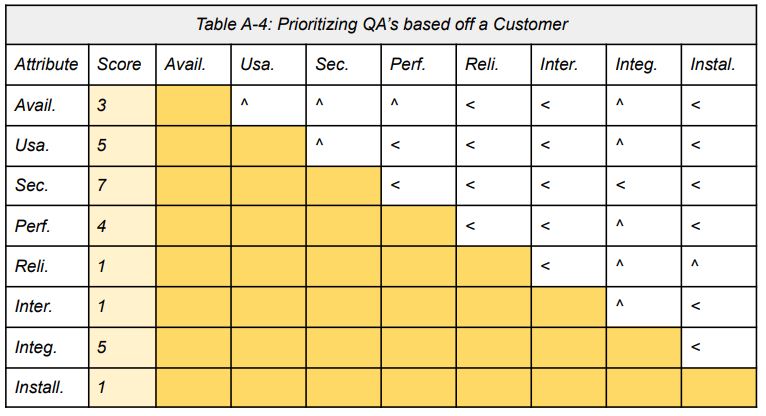 Table A-4: Prioritizing QA's based off a Customer
Attribute Score Avail. Usa. Sec. Perf. Reli. Inter. Integ. Instal.
Avail. 3 ^ ^ ^ < < ^ <
Usa. 5 ^ < < < ^ <
Sec. 7 < < < < <
Perf. 4 < < ^ <
Reli. 1 < ^ ^
Inter. 1 ^ <
Integ. 5 <
Install. 1